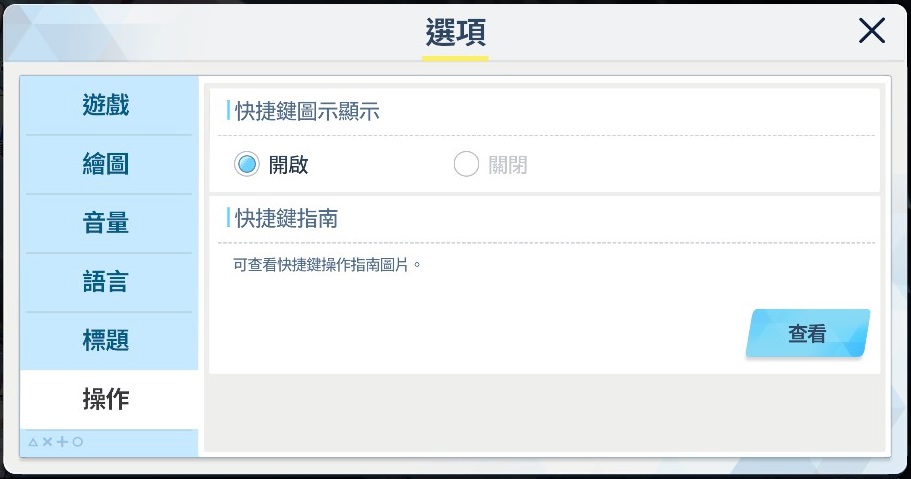 選項
遊戲
繪圖
音量
語言
標題
操作
快捷鍵圖示顯示
開啟
關閉
快捷鍵指南
可查看快捷鍵操作指南圖片。
查看